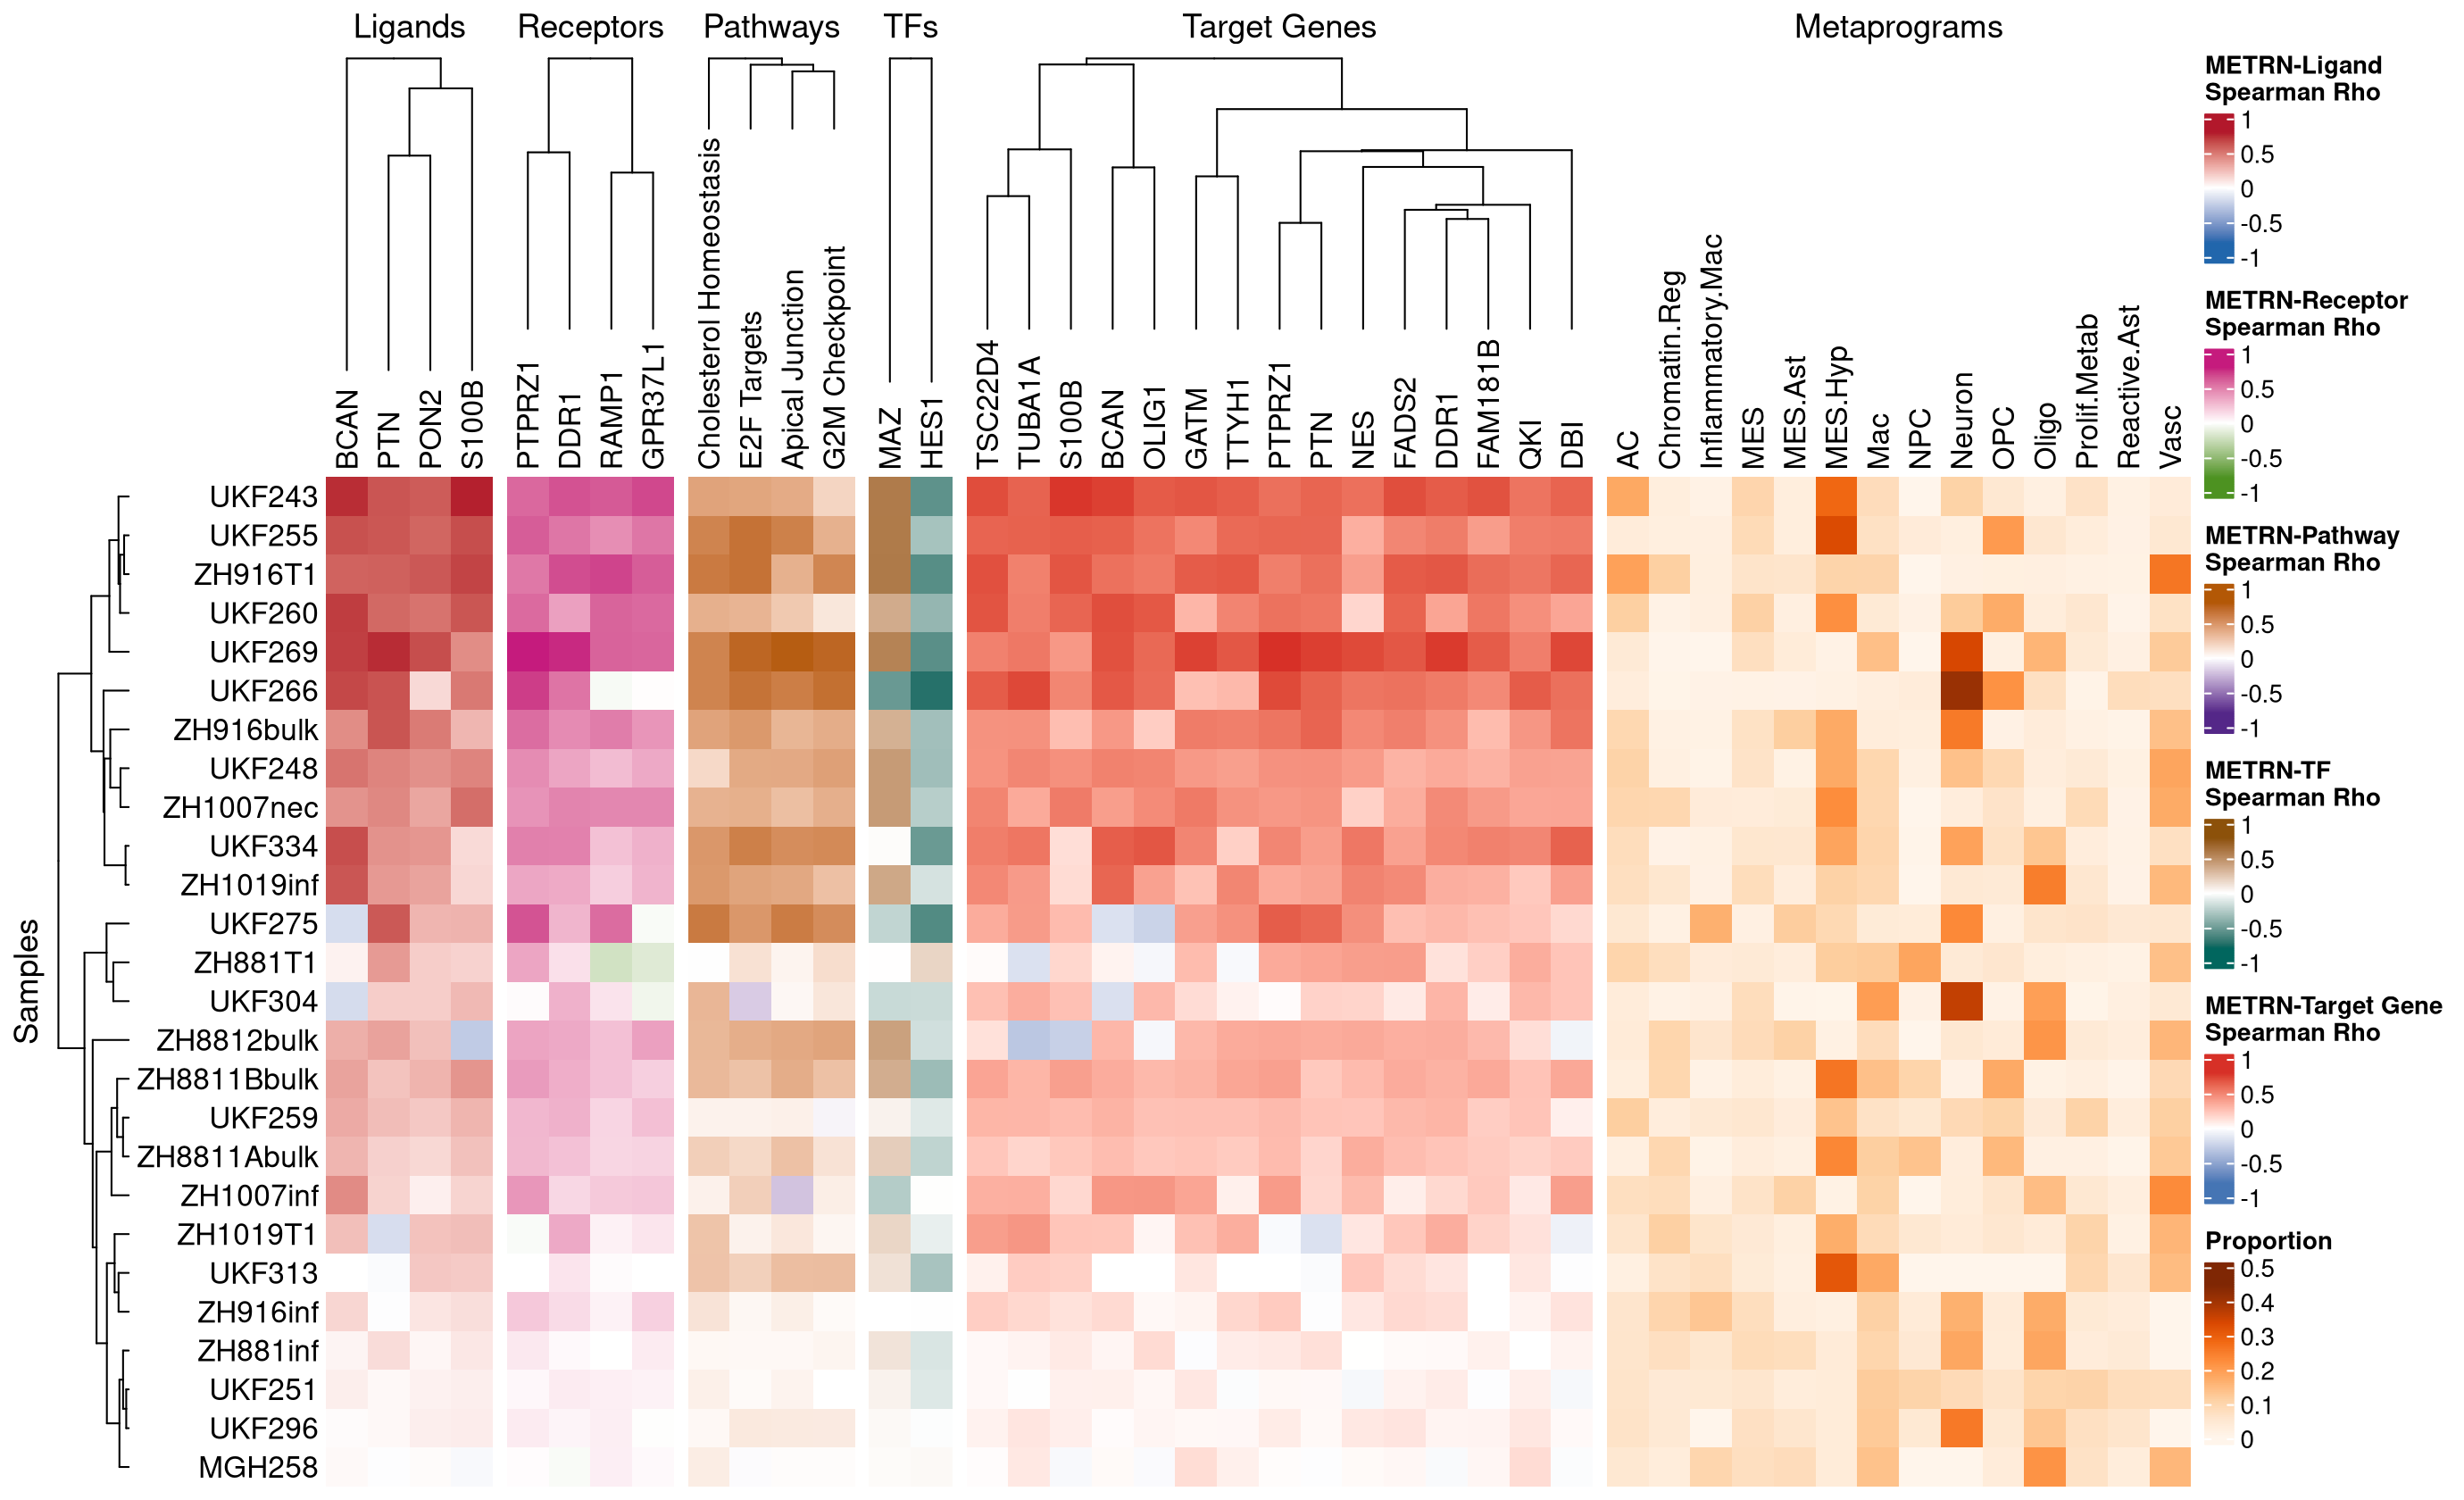 Ligands
Receptors
Pathways
TFs
Target Genes
Metaprograms
BCAN
PTN
PON2
S100B
PTPRZ1
DDR1
RAMP1
GPR37L1
Cholesterol Homeostasis
E2F Targets
Apical Junction
G2M Checkpoint
MAZ
HES1
TSC22D4
TUBA1A
S100B
BCAN
OLIG1
GATM
TTYH1
PTPRZ1
PTN
NES
FADS2
DDR1
FAM181B
QKI
DBI
AC
Chromatin.Reg
Inflammatory.Mac
MES
MES.Ast
MES.Hyp
Mac
NPC
Neuron
OPC
Oligo
Prolif.Metab
Reactive.Ast
Vasc
Samples
UKF243
UKF255
ZH916T1
UKF260
UKF269
UKF266
ZH916bulk
UKF248
ZH1007nec
UKF334
ZH1019inf
UKF275
ZH881T1
UKF304
ZH8812bulk
ZH8811Bbulk
UKF259
ZH8811Abulk
ZH1007inf
ZH1019T1
UKF313
ZH916inf
ZH881inf
UKF251
UKF296
MGH258
METRN-Ligand
Spearman Rho
1
0.5
0
-0.5
-1
METRN-Receptor
Spearman Rho
1
0.5
0
-0.5
-1
METRN-Pathway
Spearman Rho
1
0.5
0
-0.5
-1
METRN-TF
Spearman Rho
1
0.5
0
-0.5
-1
METRN-Target Gene
Spearman Rho
1
0.5
0
-0.5
-1
Proportion
0.5
0.4
0.3
0.2
0.1
0